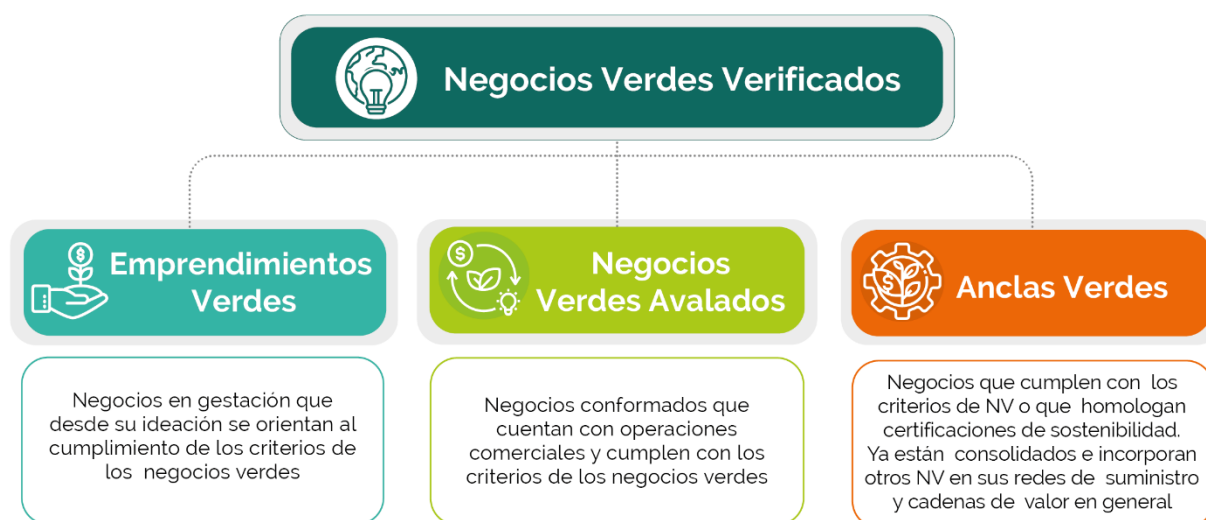 Negocios Verdes Verificados
Emprendimientos
Verdes
Negocios en gestación que
desde su ideación se orientan al
cumplimiento de los criterios de
los negocios verdes
Negocios
Verdes Avalados
Negocios conformados que
cuentan con operaciones
comerciales y cumplen con los
criterios de los negocios verdes
Anclas Verdes
Negocios que cumplen con los
criterios de NV o que homologan
certificaciones de sostenibilidad.
Ya están consolidados e incorporan
otros NV en sus redes de suministro
y cadenas de valor en general